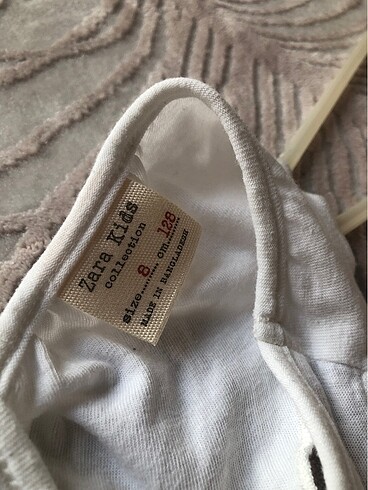 Zara Kids
collection
size......8 cm..128..
MADE IN BANGLADESH